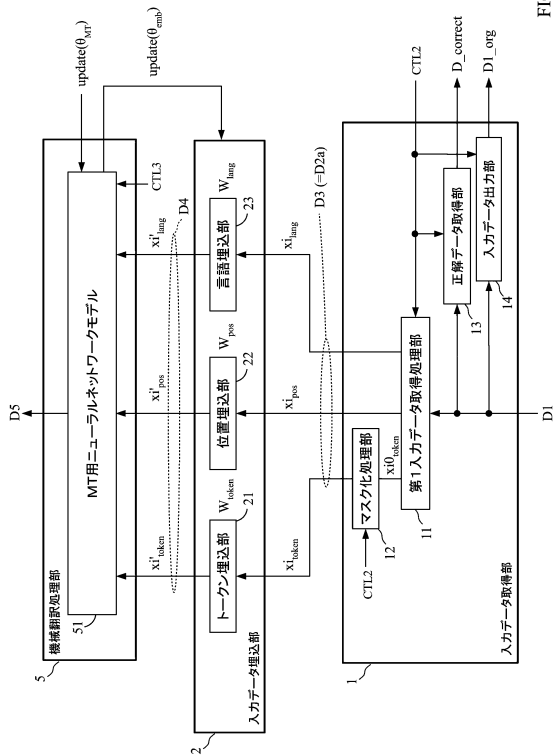 FI
D5
update(θMT)
update(θemb)
機械翻訳処理部
5
MT用ニューラルネットワークモデル
51
CTL3
xi'token
xi'pos
xi'lang
D4
入力データ埋込部
2
トークン埋込部
Wtoken
21
位置埋込部
Wpos
22
言語埋込部
Wlang
23
xitoken
xipos
xilang
D3 (=D2a)
入力データ取得部
1
マスク化処理部
12
CTL2
xi0token
第1入力データ取得処理部
11
正解データ取得部
13
入力データ出力部
14
CTL2
D_correct
D1_org
D1